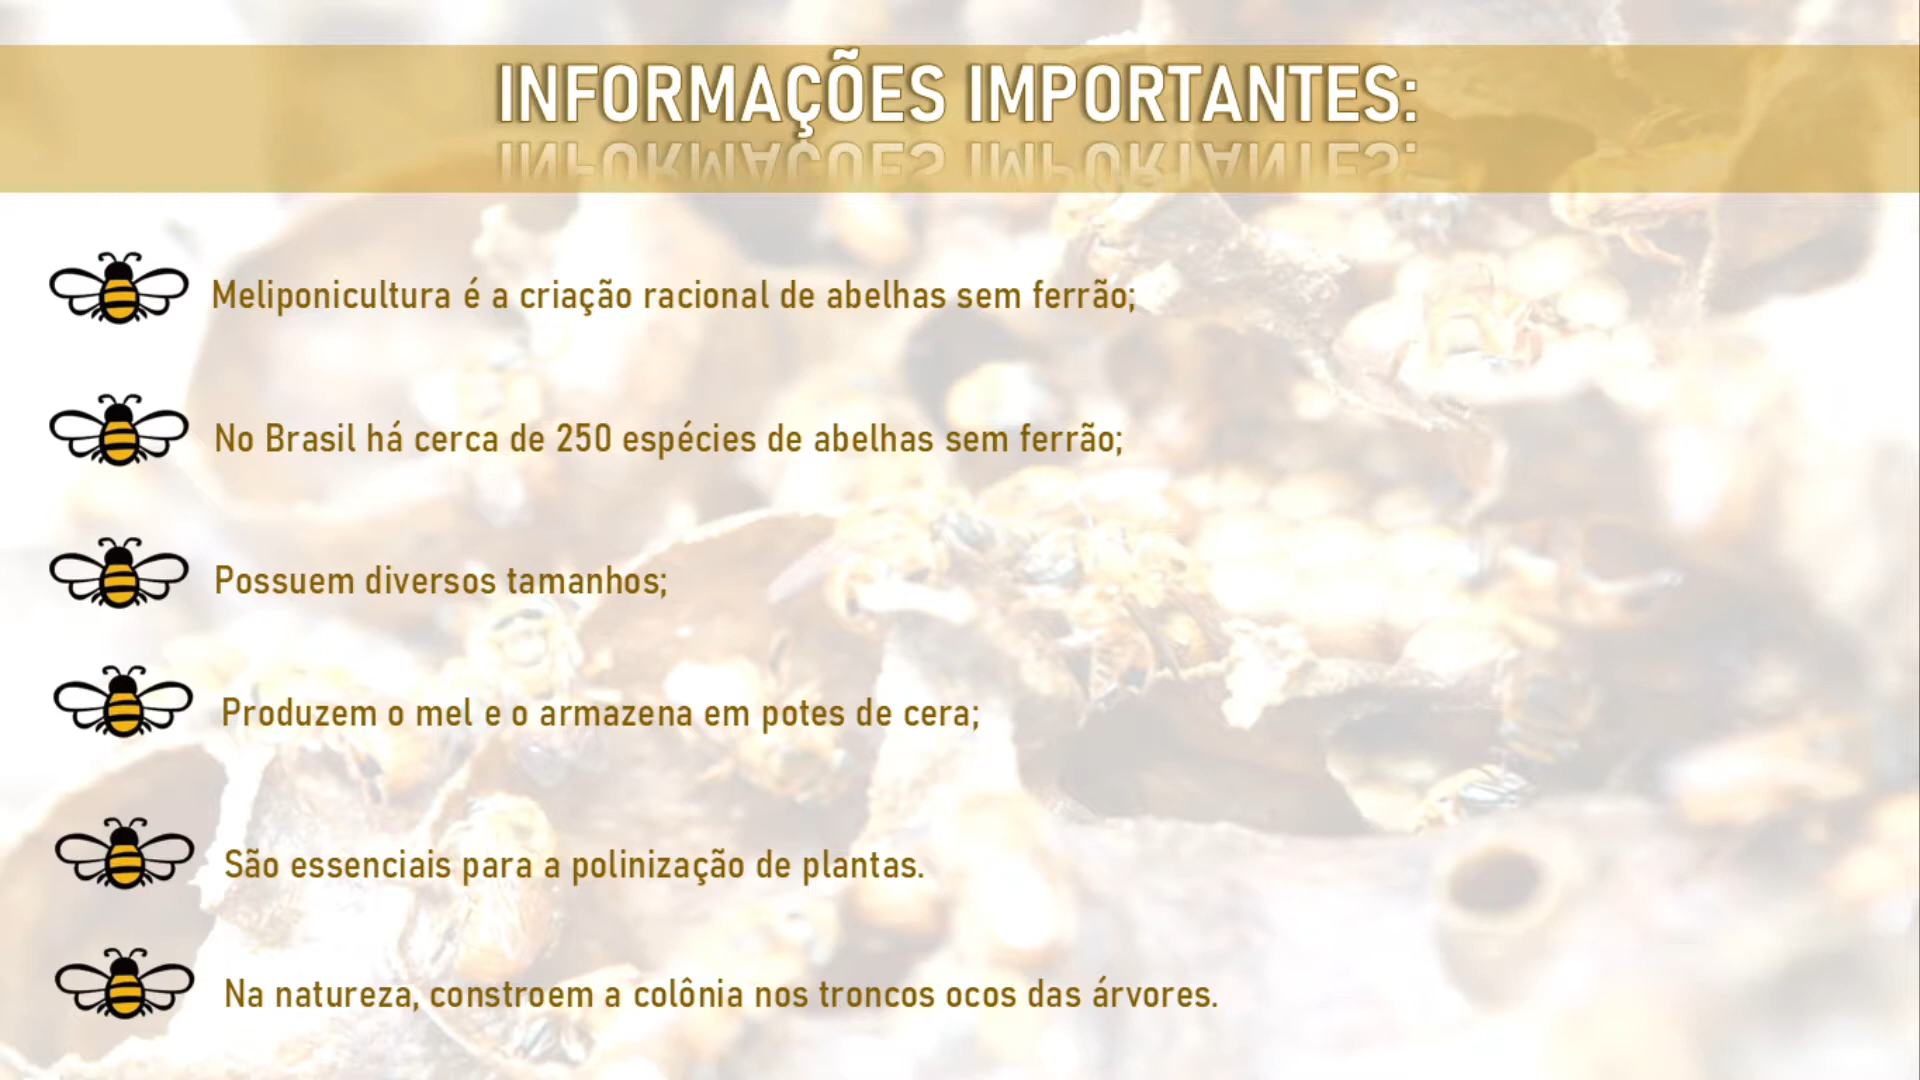 INFORMAÇÕES IMPORTANTES:
Meliponicultura é a criação racional de abelhas sem ferrão;
No Brasil há cerca de 250 espécies de abelhas sem ferrão;
Possuem diversos tamanhos;
Produzem o mel e o armazena em potes de cera;
São essenciais para a polinização de plantas.
Na natureza, constroem a colônia nos troncos ocos das árvores.